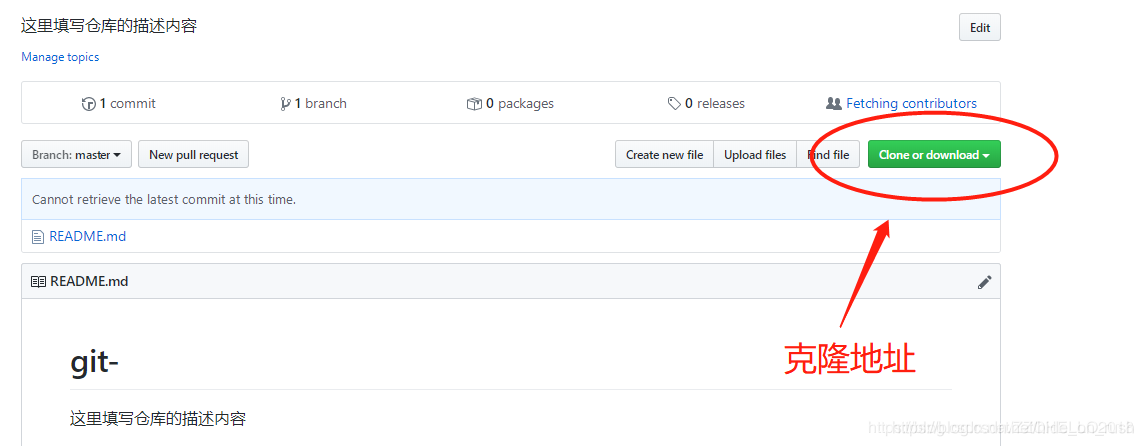 这里填写仓库的描述内容
Edit
Manage topics
1 commit
1 branch
0 packages
0 releases
Fetching contributors
Branch: master
New pull request
Create new file
Upload files
Find file
Clone or download
Cannot retrieve the latest commit at this time.
README.md
README.md
克隆地址
git-
这里填写仓库的描述内容